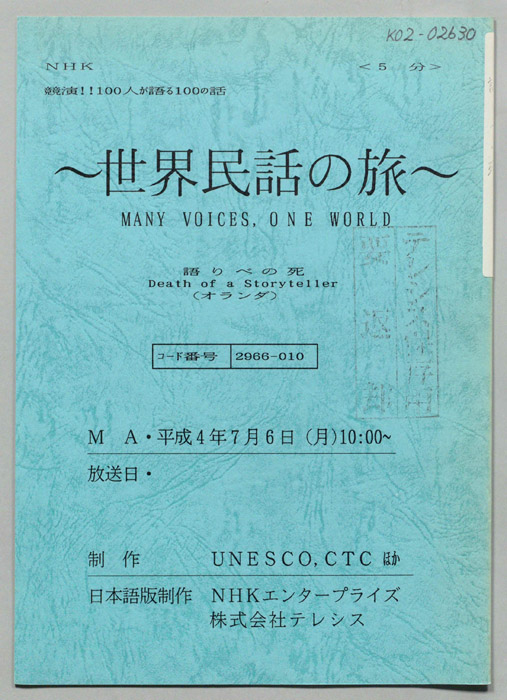 K02-02630
NHK <5分>
競演!!100人が語る100の話
〜世界民話の旅〜
MANY VOICES, ONE WORLD
語りべの死
Death of a Storyteller
(オランダ)
コード番号 2966-010
MA・平成4年7月6日(月)10:00~
放送日・
制作 UNESCO, CTC ほか
日本語版制作 NHKエンタープライズ
株式会社テレシス